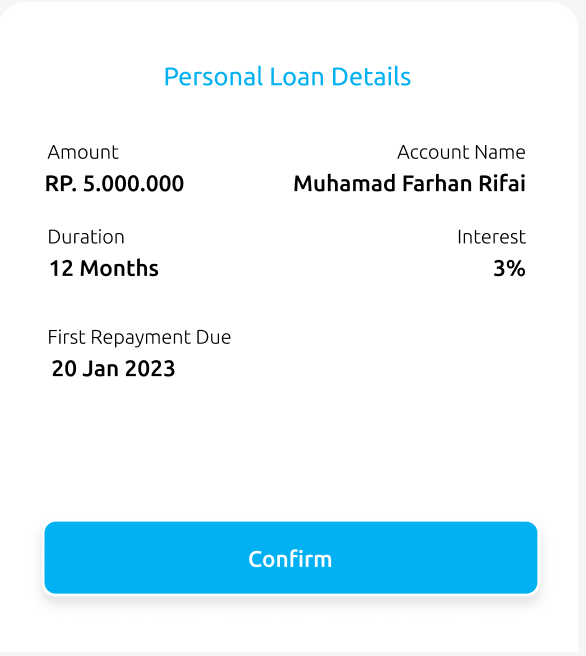 Personal Loan Details
Amount
Account Name
RP. 5.000.000
Muhamad Farhan Rifai
Duration
Interest
12 Months
3%
First Repayment Due
20 Jan 2023
Confirm